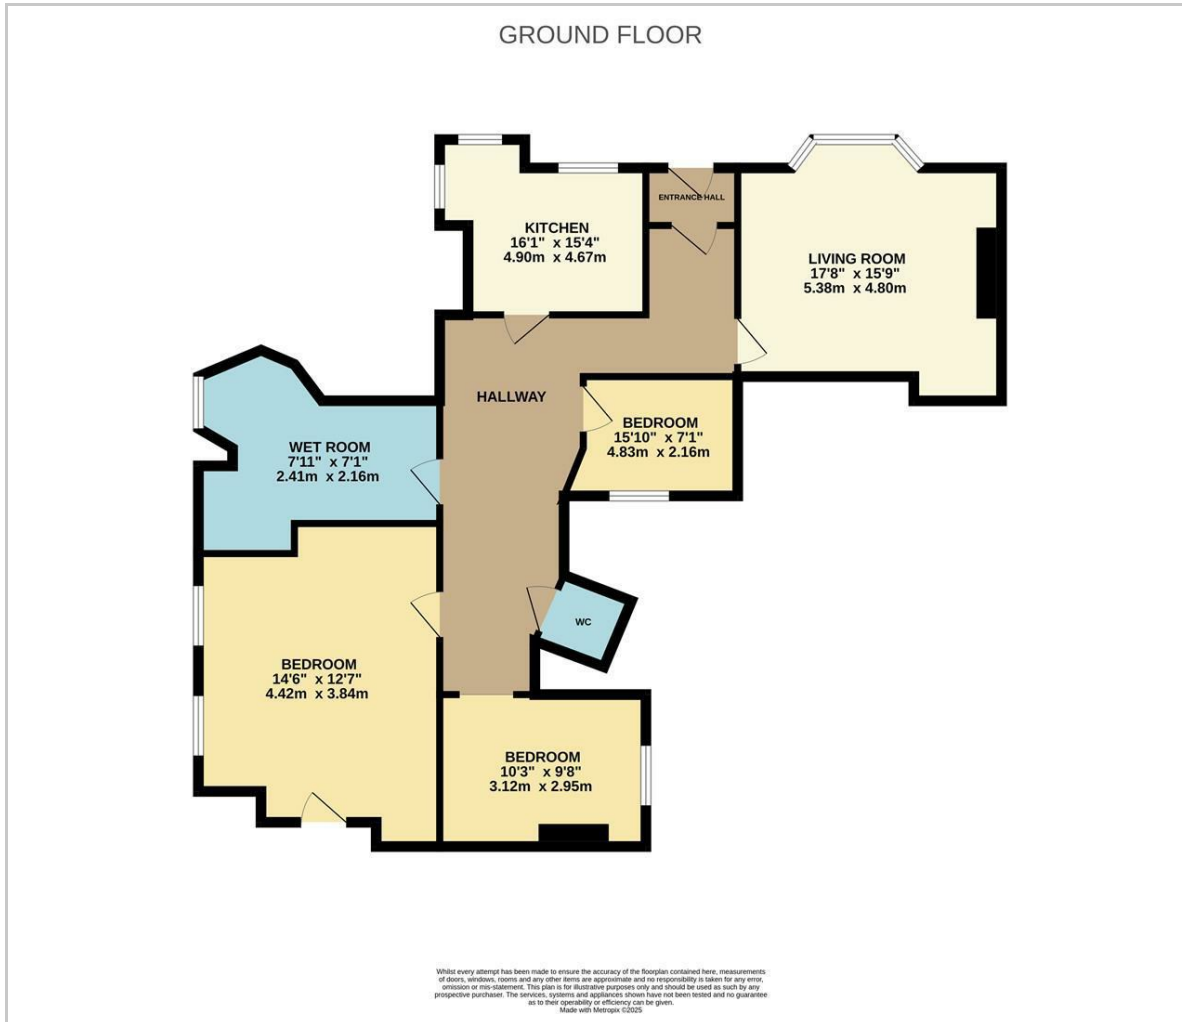 GROUND FLOOR
ENTRANCE HALL
KITCHEN
16'1" x 15'4"
4.90m x 4.67m
LIVING ROOM
17'8" x 15'9"
5.38m x 4.80m
HALLWAY
BEDROOM
15'10" x 7'1"
4.83m x 2.16m
WET ROOM
7'11" x 7'1"
2.41m x 2.16m
WC
BEDROOM
14'6" x 12'7"
4.42m x 3.84m
BEDROOM
10'3" x 9'8"
3.12m x 2.95m
Whilst every attempt has been made to ensure the accuracy of the floorplan contained here, measurements
of doors, windows, rooms and any other items are approximate and no responsibility is taken for any error,
omission or mis-statement. This plan is for illustrative purposes only and should be used as such by any
prospective purchaser. The services, systems and appliances shown have not been tested and no guarantee
as to their operability or efficiency can be given.
Made with Metropix ©2025